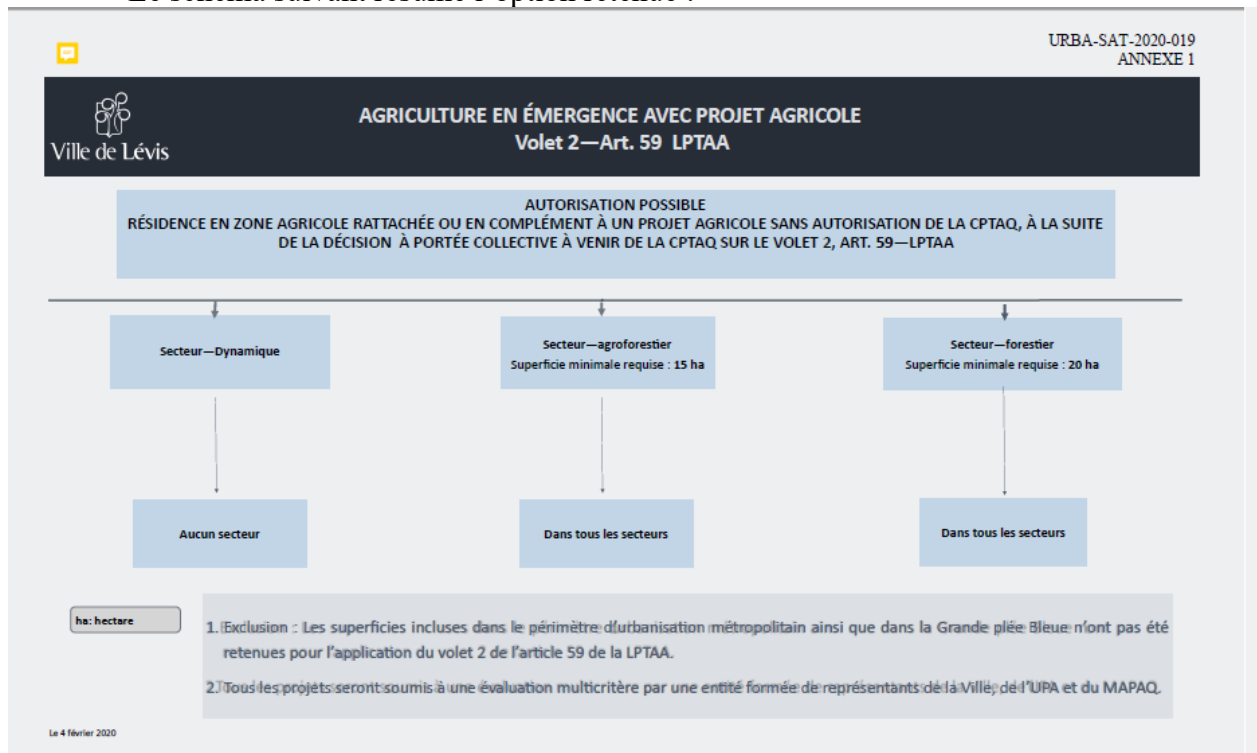 Le schéma suivant résume l'option retenue :
URBA-SAT-2020-019
ANNEXE 1
Ville de Lévis
AGRICULTURE EN ÉMERGENCE AVEC PROJET AGRICOLE
Volet 2—Art. 59 LPTAA
AUTORISATION POSSIBLE
RÉSIDENCE EN ZONE AGRICOLE RATTACHÉE OU EN COMPLÉMENT À UN PROJET AGRICOLE SANS AUTORISATION DE LA CPTAQ, À LA SUITE
DE LA DÉCISION À PORTÉE COLLECTIVE À VENIR DE LA CPTAQ SUR LE VOLET 2, ART. 59—LPTAA
Secteur—Dynamique
Secteur—agroforestier
Superficie minimale requise : 15 ha
Secteur—forestier
Superficie minimale requise : 20 ha
Aucun secteur
Dans tous les secteurs
Dans tous les secteurs
ha: hectare
1. Exclusion : Les superficies incluses dans le périmètre d'urbanisation métropolitain ainsi que dans la Grande plée Bleue n'ont pas été
retenues pour l'application du volet 2 de l'article 59 de la LPTAA.
2. Tous les projets seront soumis à une évaluation multicritère par une entité formée de représentants de la Ville, de l'UPA et du MAPAQ.
Le 4 février 2020